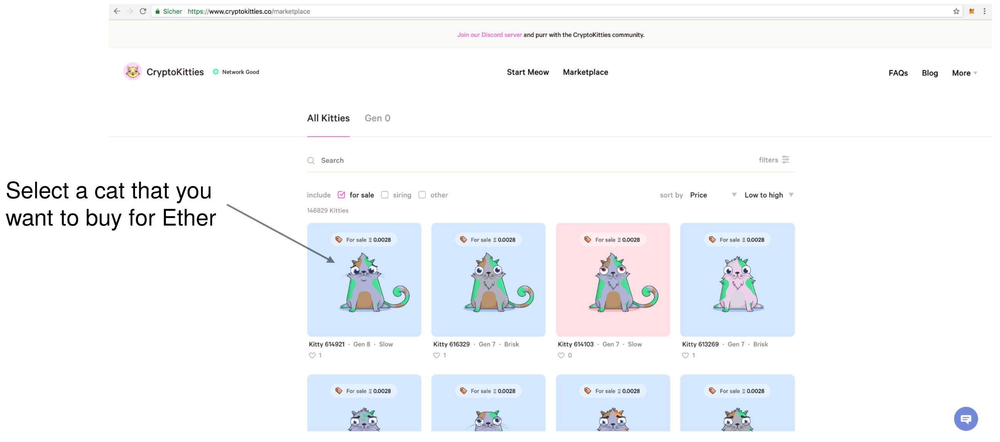 Sicher https://www.cryptokitties.co/marketplace
Join our Discord server and purr with the CryptoKitties community.
CryptoKitties Network Good Start Meow Marketplace FAQs Blog More
All Kitties Gen 0
Search filters
Select a cat that you
want to buy for Ether
include for sale siring other sort by Price Low to high
146829 Kitties
For sale Ξ 0.0028 For sale Ξ 0.0028 For sale Ξ 0.0028 For sale Ξ 0.0028
Kitty 614921 · Gen 8 · Slow Kitty 616329 · Gen 7 · Brisk Kitty 614103 · Gen 7 · Slow Kitty 613269 · Gen 7 · Brisk
1 1 0 1
For sale Ξ 0.0028 For sale Ξ 0.0028 For sale Ξ 0.0028 For sale Ξ 0.0028